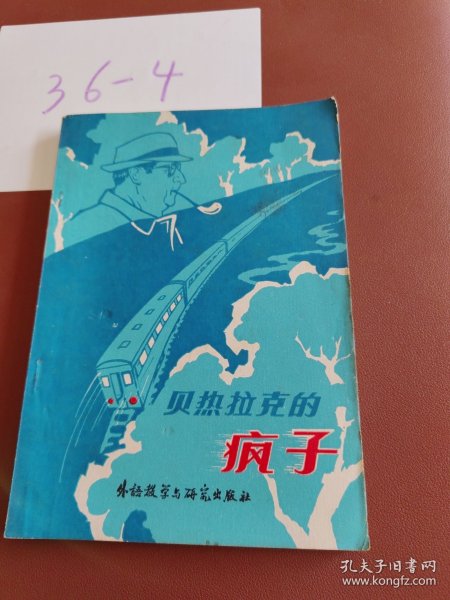 36-4
贝热拉克的
疯子
外语教学与研究出版社
孔夫子旧书网
www.kongfz.com